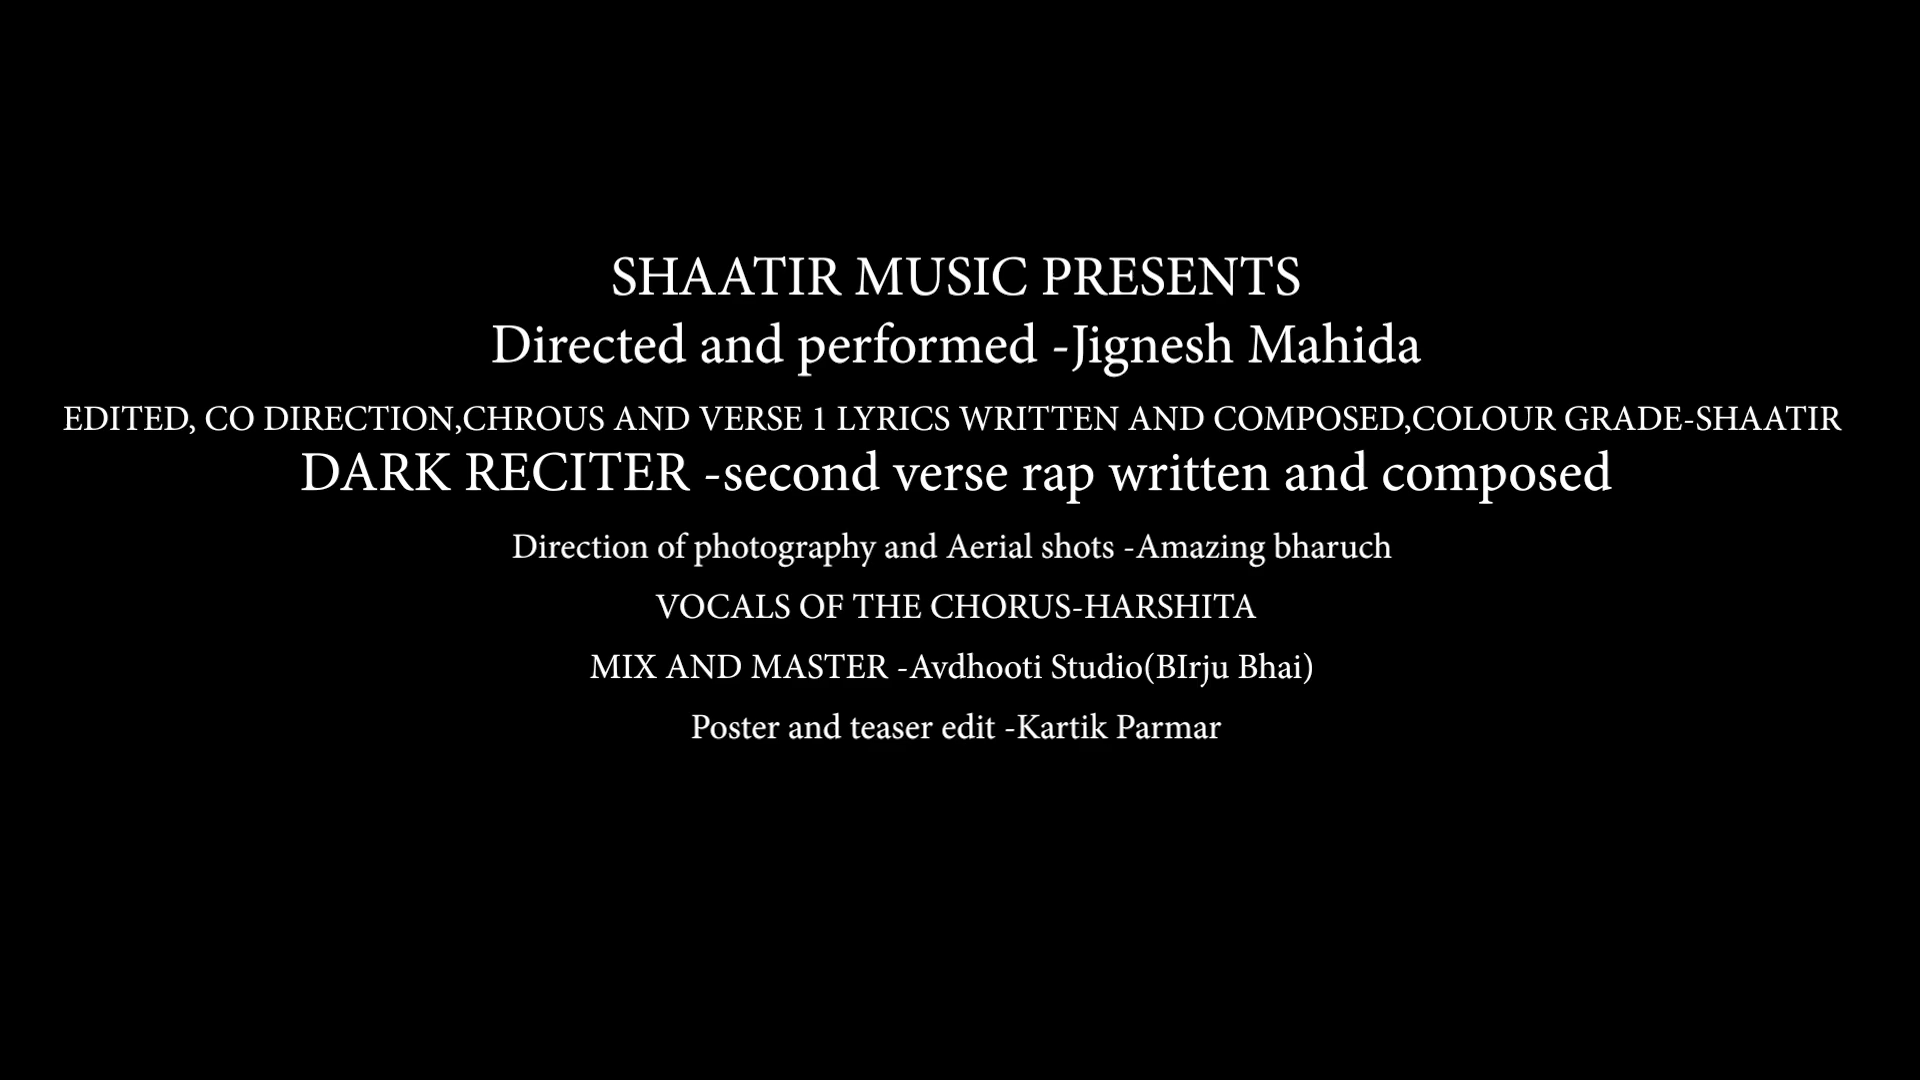 SHAATIR MUSIC PRESENTS
Directed and performed -Jignesh Mahida
EDITED, CO DIRECTION,CHROUS AND VERSE 1 LYRICS WRITTEN AND COMPOSED,COLOUR GRADE-SHAATIR
DARK RECITER -second verse rap written and composed
Direction of photography and Aerial shots -Amazing bharuch
VOCALS OF THE CHORUS-HARSHITA
MIX AND MASTER -Avdhooti Studio(BIrju Bhai)
Poster and teaser edit -Kartik Parmar